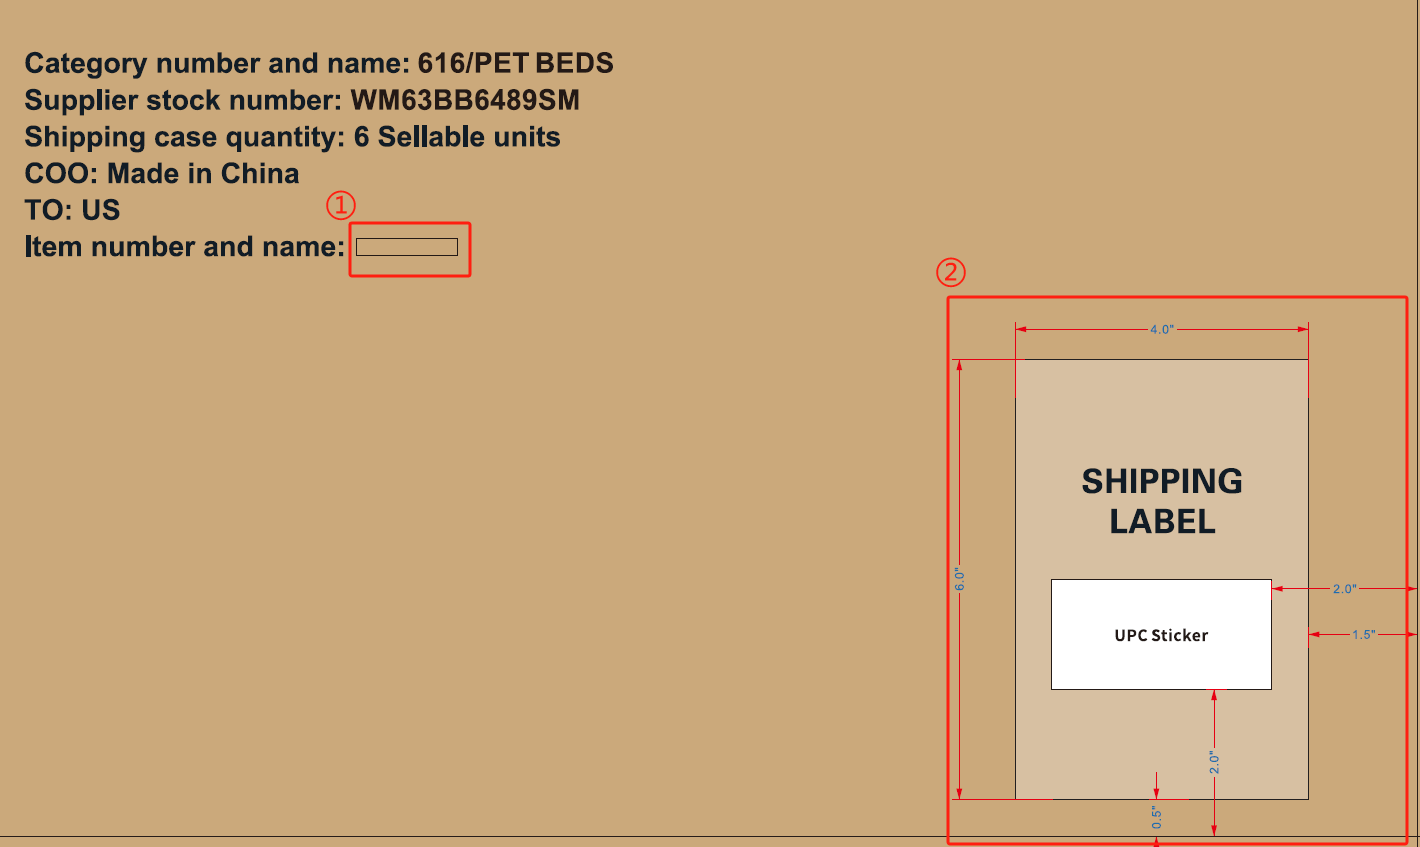 Category number and name: 616/PET BEDS
Supplier stock number: WM63BB6489SM
Shipping case quantity: 6 Sellable units
COO: Made in China
TO: US
①
Item number and name:
②
4.0"
SHIPPING
LABEL
6.0"
2.0"
UPC Sticker
1.5"
2.0"
0.5"